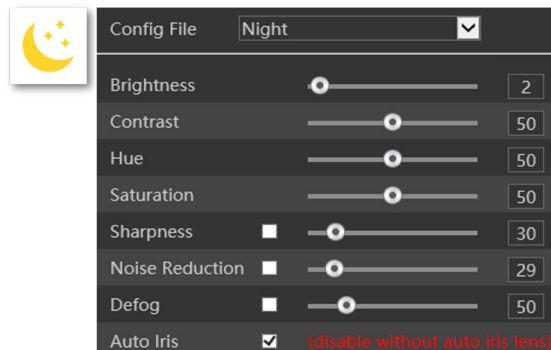 Config File Night
Brightness 2
Contrast 50
Hue 50
Saturation 50
Sharpness 30
Noise Reduction 29
Defog 50
Auto Iris (disable without auto iris lens)